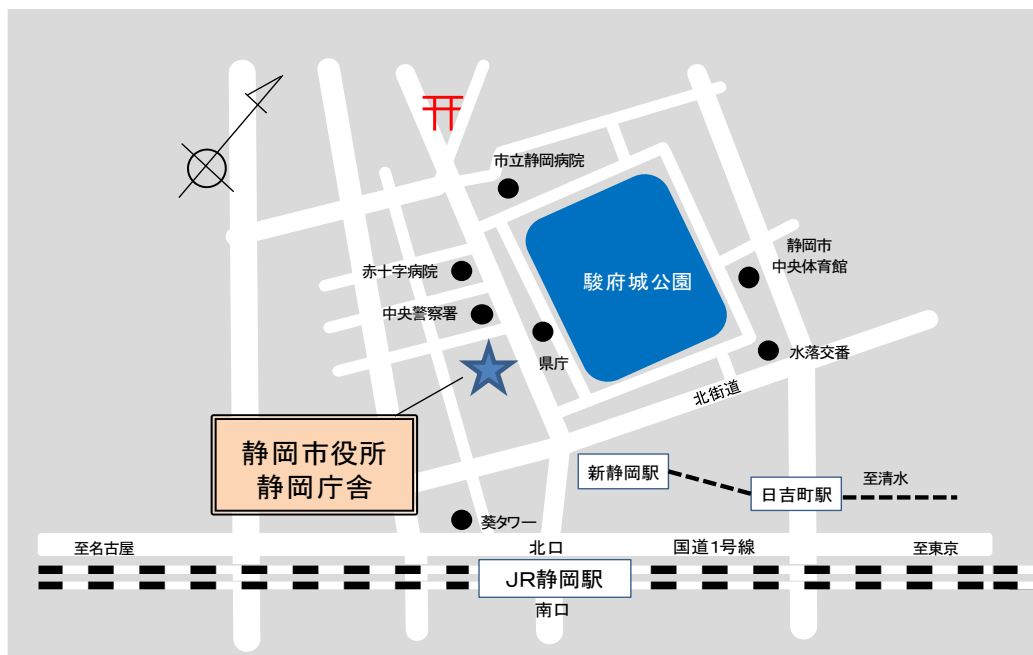 市立静岡病院
静岡市
中央体育館
赤十字病院
駿府城公園
中央警察署
県庁
水落交番
北街道
静岡市役所
静岡庁舎
新静岡駅
日吉町駅
至清水
葵タワー
至名古屋
北口
国道1号線
至東京
JR静岡駅
南口